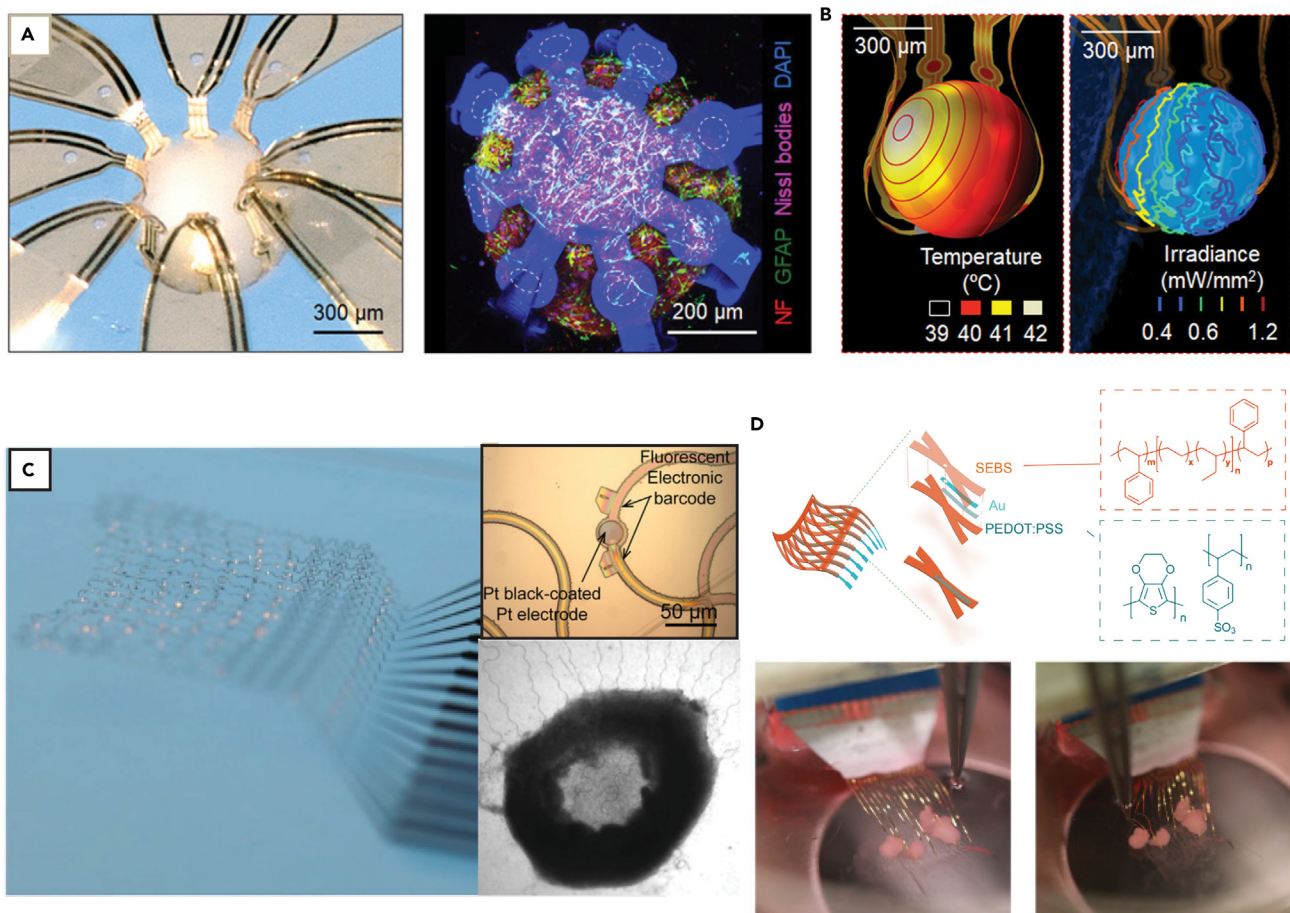 A
300 µm
200 µm
NF GFAP Nissl bodies DAPI
B
300 µm
Temperature
(ºC)
39 40 41 42
300 µm
Irradiance
(mW/mm²)
0.4 0.6 1.2
C
Fluorescent
Electronic
barcode
Pt black-coated
Pt electrode
50 µm
D
SEBS
Au
PEDOT:PSS
m x y n p
O O
S
n
n
SO₃